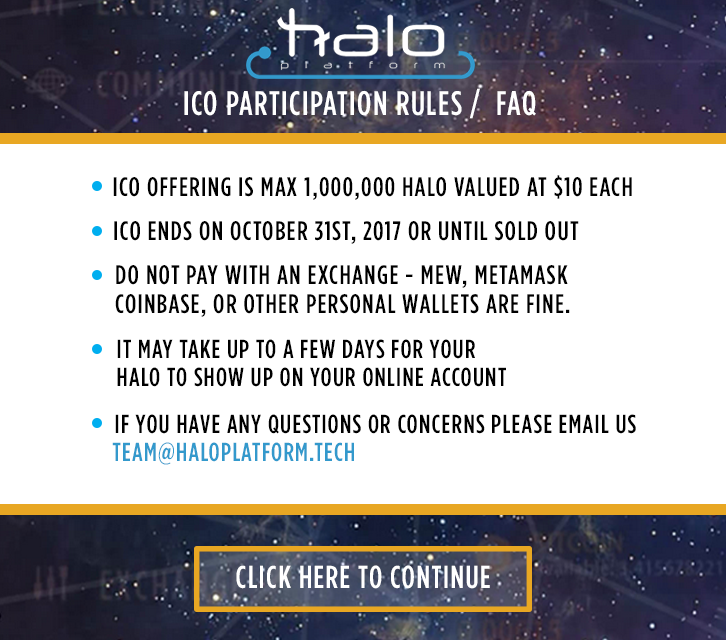 halo
platform
ICO PARTICIPATION RULES / FAQ
ICO OFFERING IS MAX 1,000,000 HALO VALUED AT $10 EACH
ICO ENDS ON OCTOBER 31ST, 2017 OR UNTIL SOLD OUT
DO NOT PAY WITH AN EXCHANGE - MEW, METAMASK
COINBASE, OR OTHER PERSONAL WALLETS ARE FINE.
IT MAY TAKE UP TO A FEW DAYS FOR YOUR
HALO TO SHOW UP ON YOUR ONLINE ACCOUNT
IF YOU HAVE ANY QUESTIONS OR CONCERNS PLEASE EMAIL US
TEAM@HALOPLATFORM.TECH
CLICK HERE TO CONTINUE